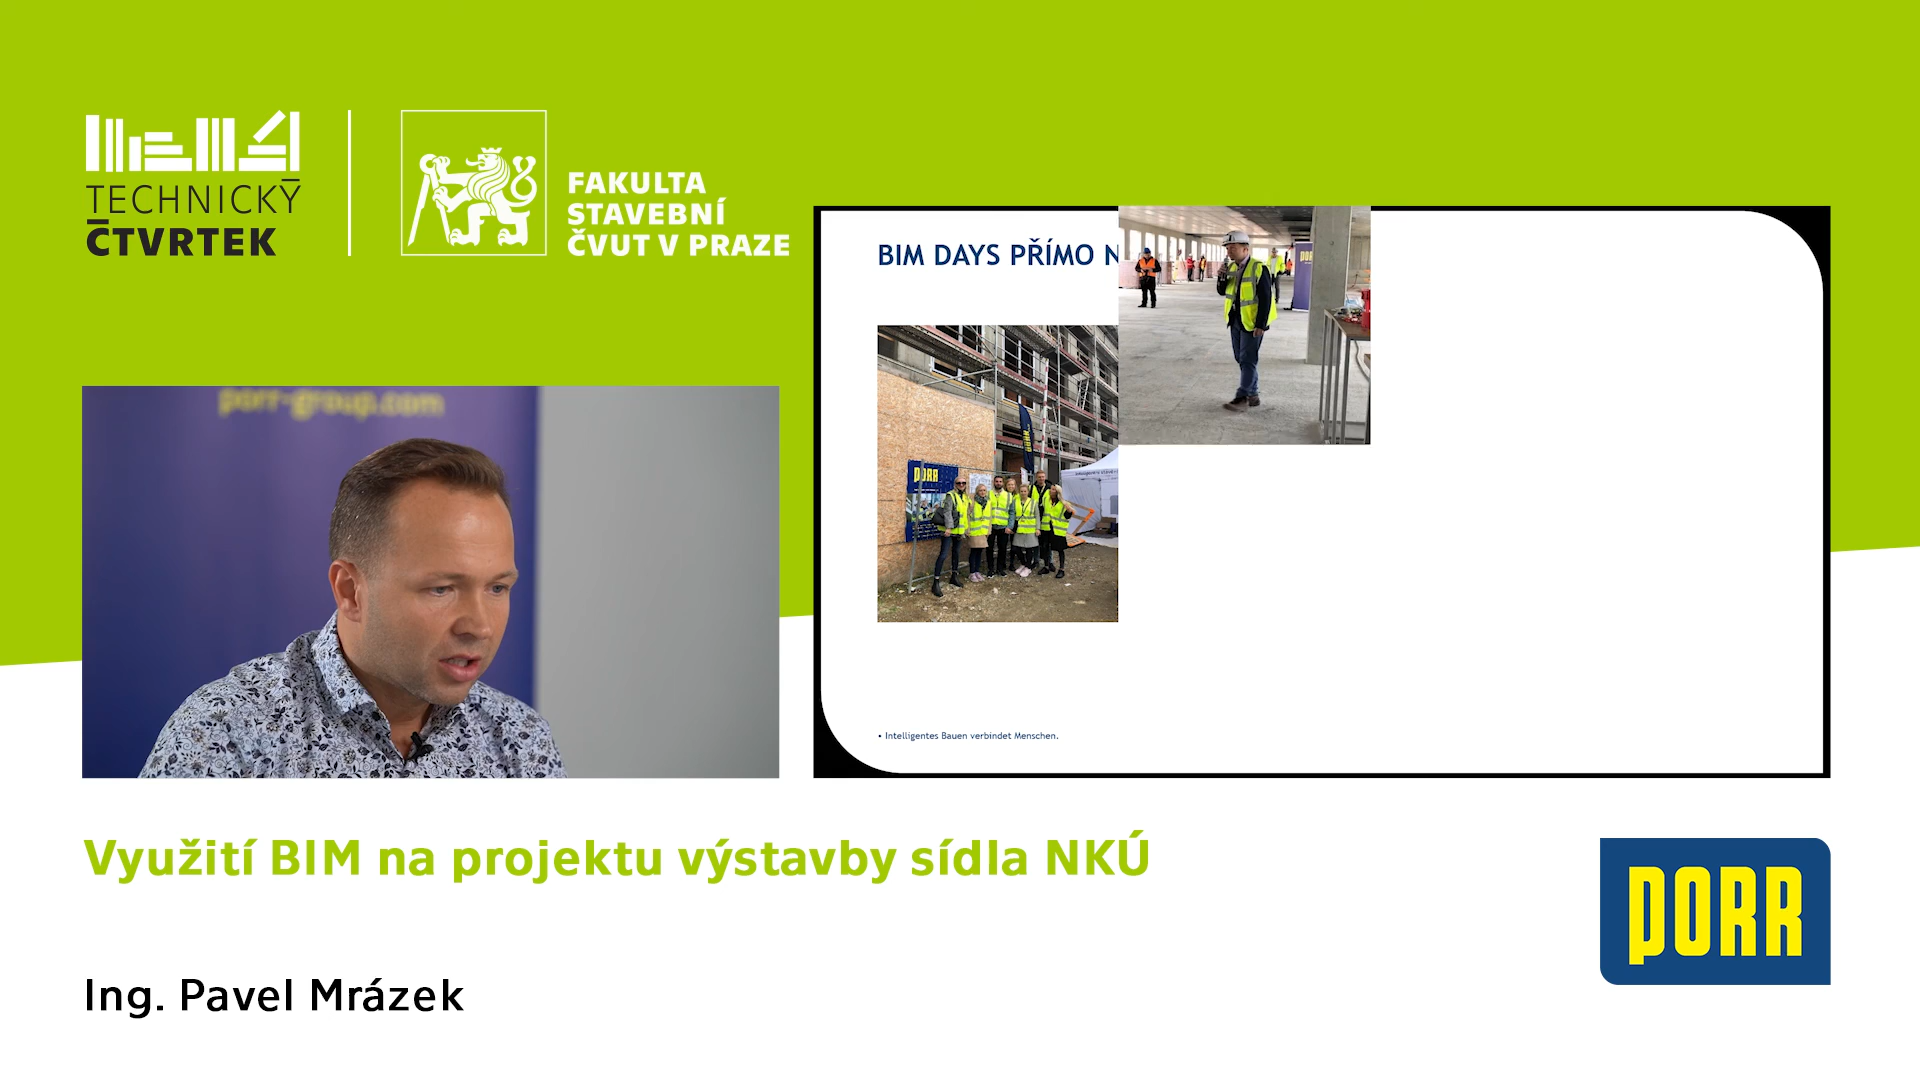 TECHNICKÝ
ČTVRTEK
FAKULTA
STAVEBNÍ
ČVUT V PRAZE
BIM DAYS PŘÍMO N
PORR
PORR
porr-group.com
• Intelligentes Bauen verbindet Menschen.
Využití BIM na projektu výstavby sídla NKÚ
PORR
Ing. Pavel Mrázek